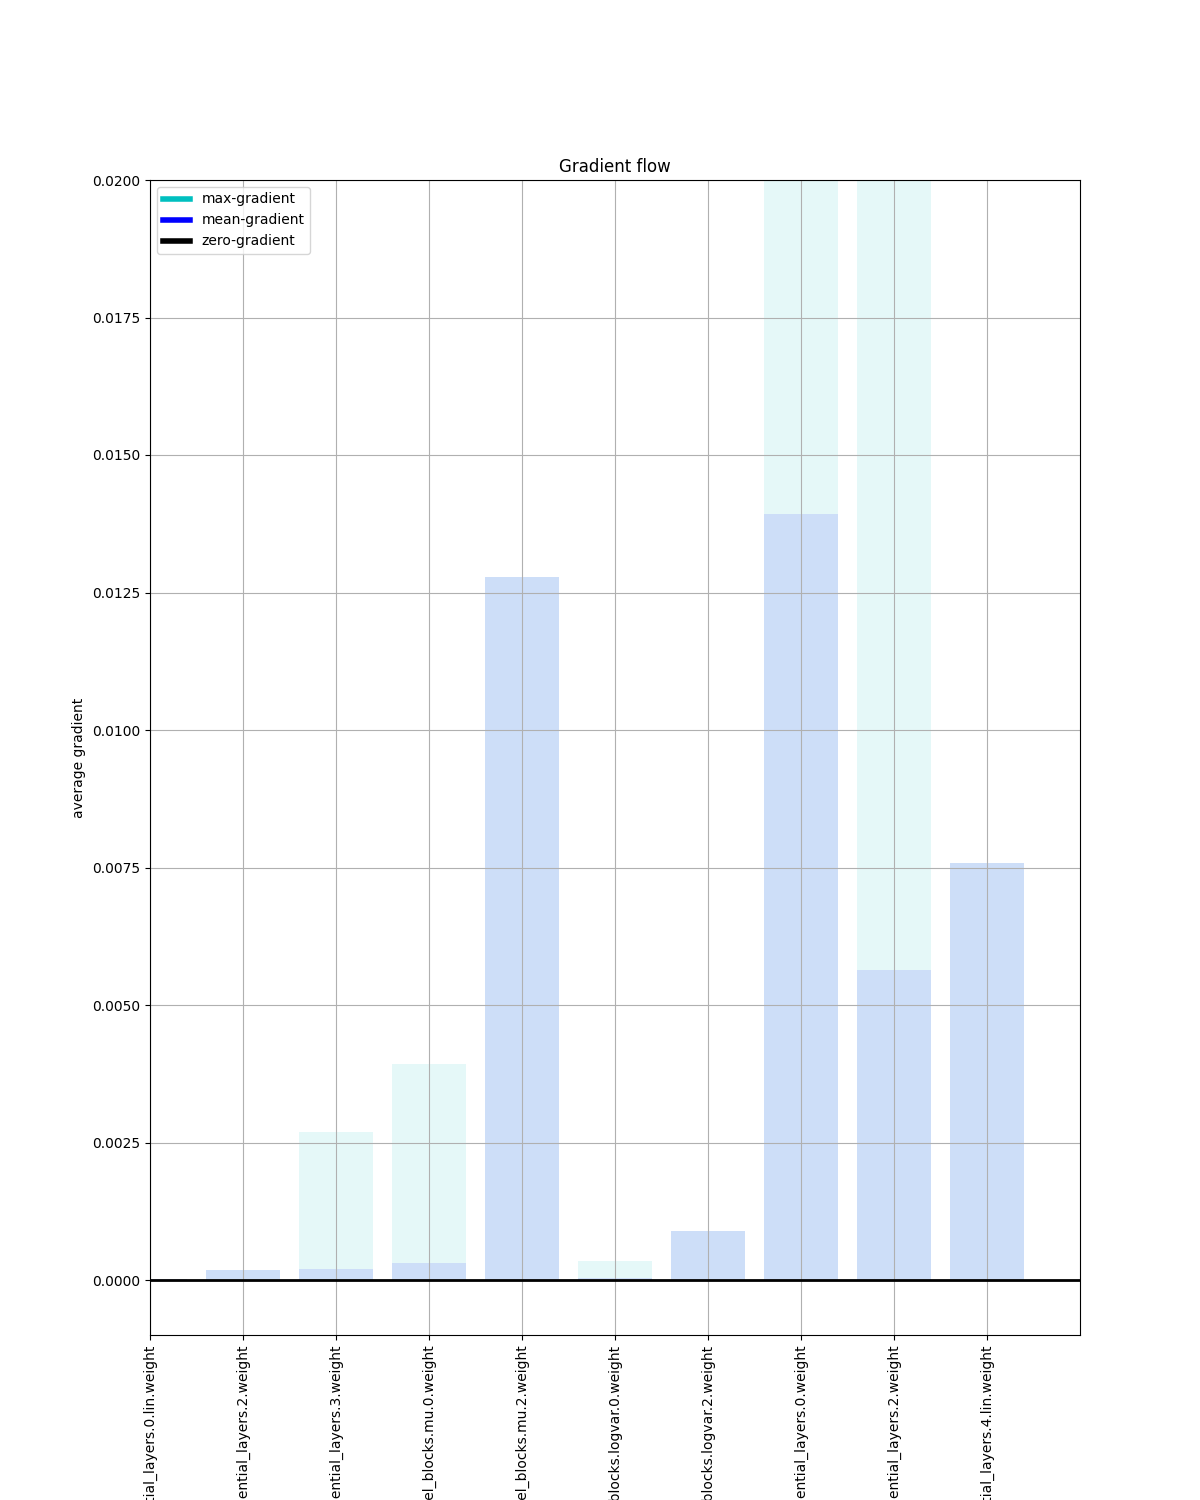 Gradient flow
max-gradient
mean-gradient
zero-gradient
0.0200
0.0175
0.0150
0.0125
0.0100
0.0075
0.0050
0.0025
0.0000
average gradient
tial_layers.0.lin.weight
ential_layers.2.weight
ential_layers.3.weight
el_blocks.mu.0.weight
el_blocks.mu.2.weight
blocks.logvar.0.weight
blocks.logvar.2.weight
ential_layers.0.weight
ential_layers.2.weight
tial_layers.4.lin.weight